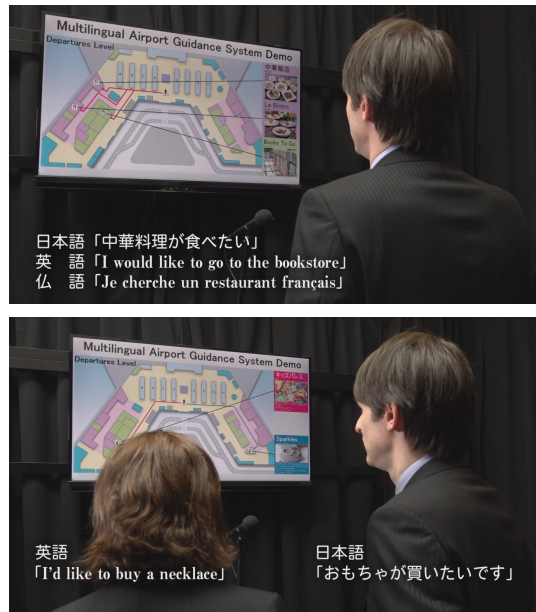 Multilingual Airport Guidance System Demo
Departures Level
中華飯店
Le Bistro
Books To Go
日本語「中華料理が食べたい」
英　語「I would like to go to the bookstore」
仏　語「Je cherche un restaurant français」
Multilingual Airport Guidance System Demo
Departures Level
キッズパレス
Sparkles
英語
「I'd like to buy a necklace」
日本語
「おもちゃが買いたいです」